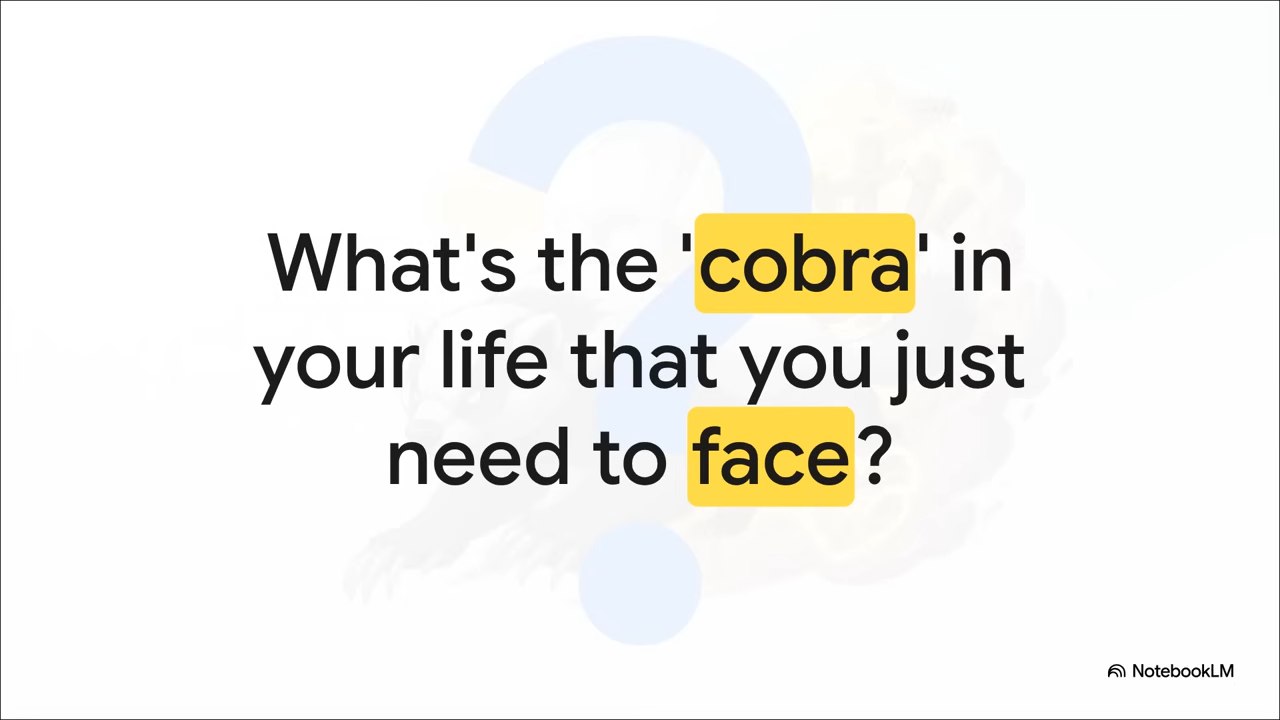 What's the 'cobra' in
your life that you just
need to face?
NotebookLM